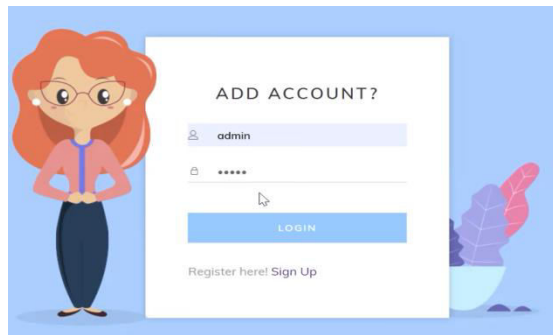 ADD ACCOUNT?
admin
•••••
LOGIN
Register here! Sign Up